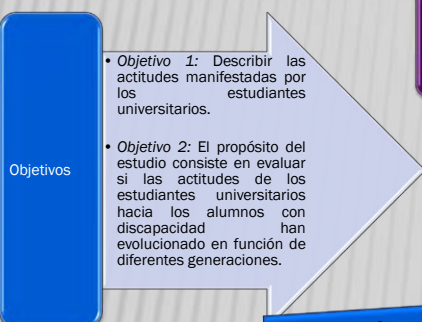 Objetivos
• Objetivo 1: Describir las
actitudes manifestadas por
los estudiantes
universitarios.
• Objetivo 2: El propósito del
estudio consiste en evaluar
si las actitudes de los
estudiantes universitarios
hacia los alumnos con
discapacidad han
evolucionado en función de
diferentes generaciones.